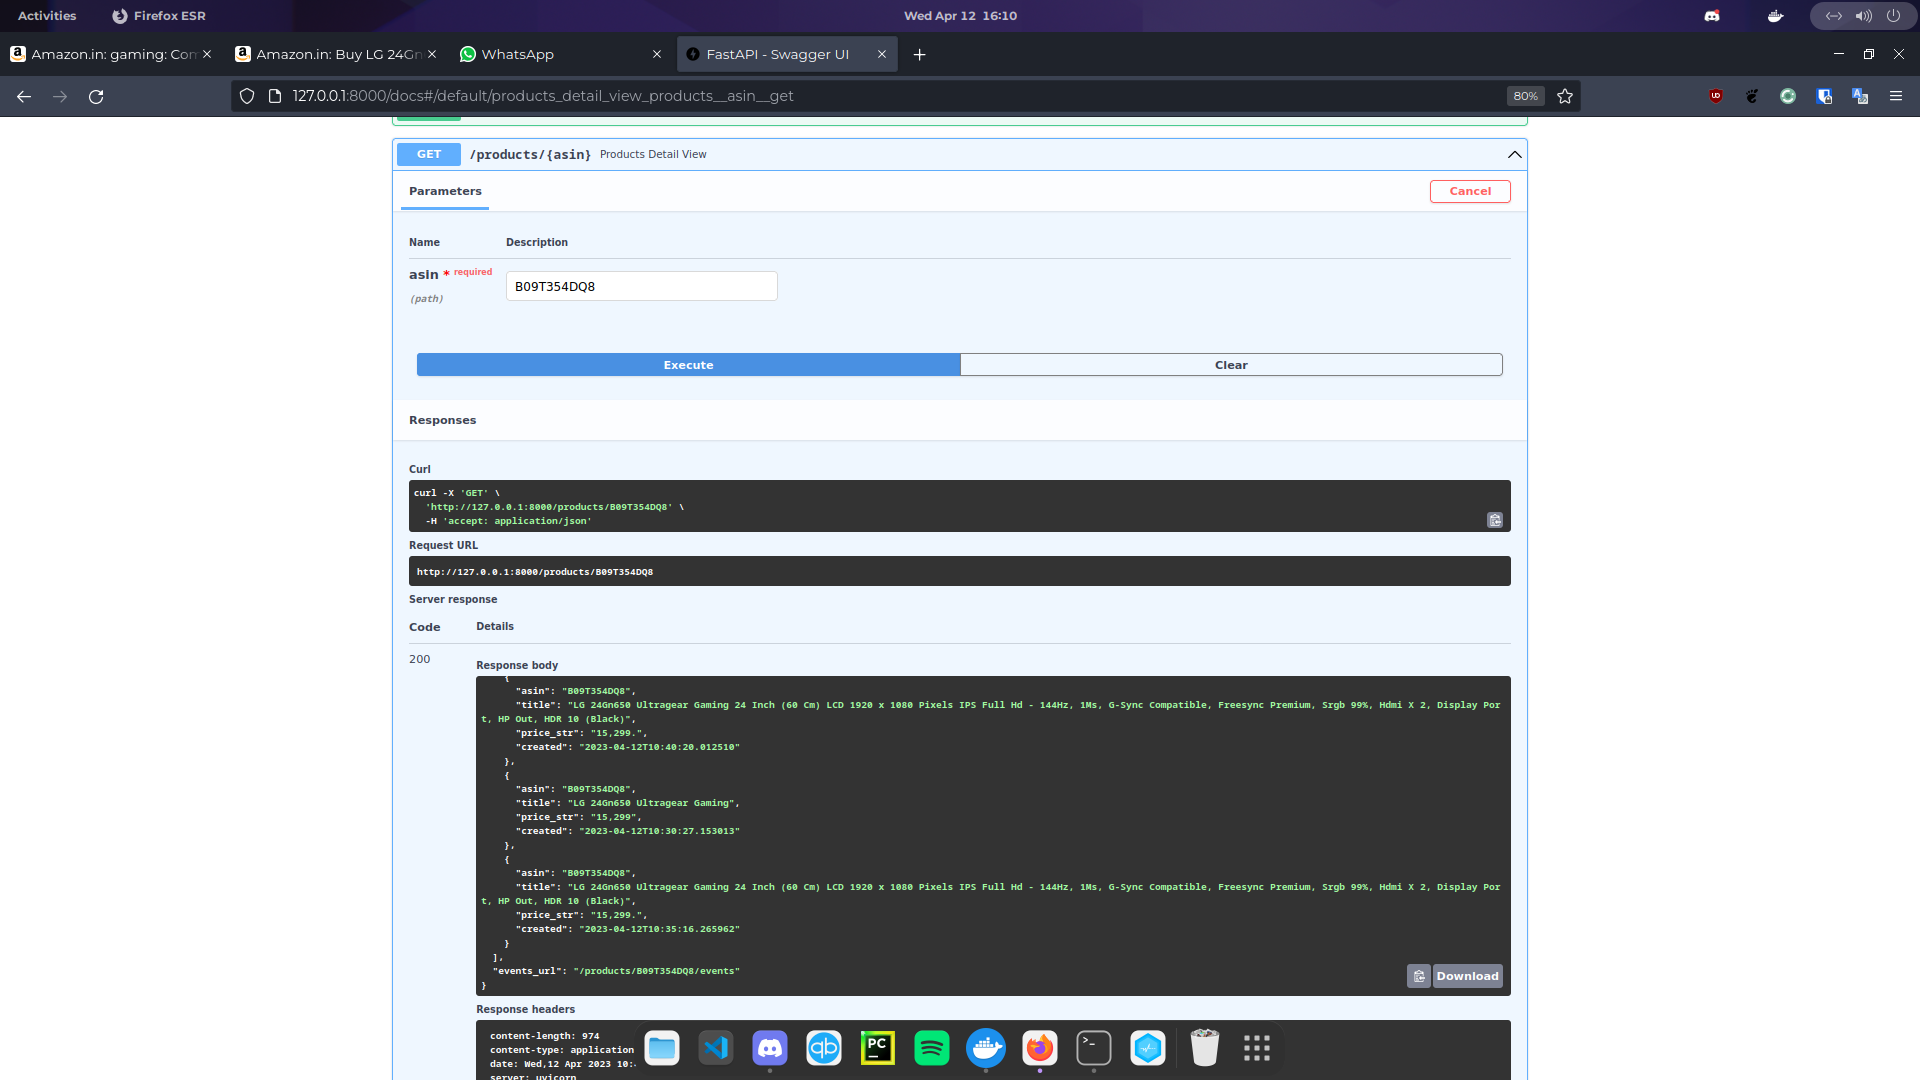 Activities Firefox ESR Wed Apr 12 16:10
Amazon.in: gaming: Con Amazon.in: Buy LG 24Gn WhatsApp FastAPI - Swagger UI
127.0.0.1:8000/docs#/default/products_detail_view_products__asin__get 80%
GET /products/{asin} Products Detail View
Parameters Cancel
Name Description
asin * required
B09T354DQ8
(path)
Execute Clear
Responses
Curl
curl -X 'GET' \
'http://127.0.0.1:8000/products/B09T354DQ8' \
-H 'accept: application/json'
Request URL
http://127.0.0.1:8000/products/B09T354DQ8
Server response
Code Details
200
Response body
{
"asin": "B09T354DQ8",
"title": "LG 24Gn650 Ultragear Gaming 24 Inch (60 Cm) LCD 1920 x 1080 Pixels IPS Full Hd - 144Hz, 1Ms, G-Sync Compatible, Freesync Premium, Srgb 99%, Hdmi X 2, Display Por
t, HP Out, HDR 10 (Black)",
"price_str": "15,299.",
"created": "2023-04-12T10:40:20.012510"
},
{
"asin": "B09T354DQ8",
"title": "LG 24Gn650 Ultragear Gaming",
"price_str": "15,299",
"created": "2023-04-12T10:30:27.153013"
},
{
"asin": "B09T354DQ8",
"title": "LG 24Gn650 Ultragear Gaming 24 Inch (60 Cm) LCD 1920 x 1080 Pixels IPS Full Hd - 144Hz, 1Ms, G-Sync Compatible, Freesync Premium, Srgb 99%, Hdmi X 2, Display Por
t, HP Out, HDR 10 (Black)",
"price_str": "15,299.",
"created": "2023-04-12T10:35:16.265962"
}
],
"events_url": "/products/B09T354DQ8/events"
}
Download
Response headers
content-length: 974
content-type: application
date: Wed,12 Apr 2023 10:
server: uvicorn